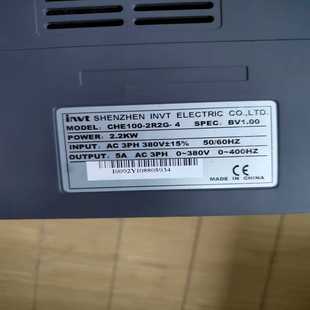 invt SHENZHEN INVT ELECTRIC CO.,LTD.
MODEL: CHE100-2R2G-4 SPEC. BV1.00
POWER: 2.2KW
INPUT: AC 3PH 380V±15% 50/60HZ
OUTPUT: 5A AC 3PH 0~380V 0~400HZ
CE
MADE IN CHINA